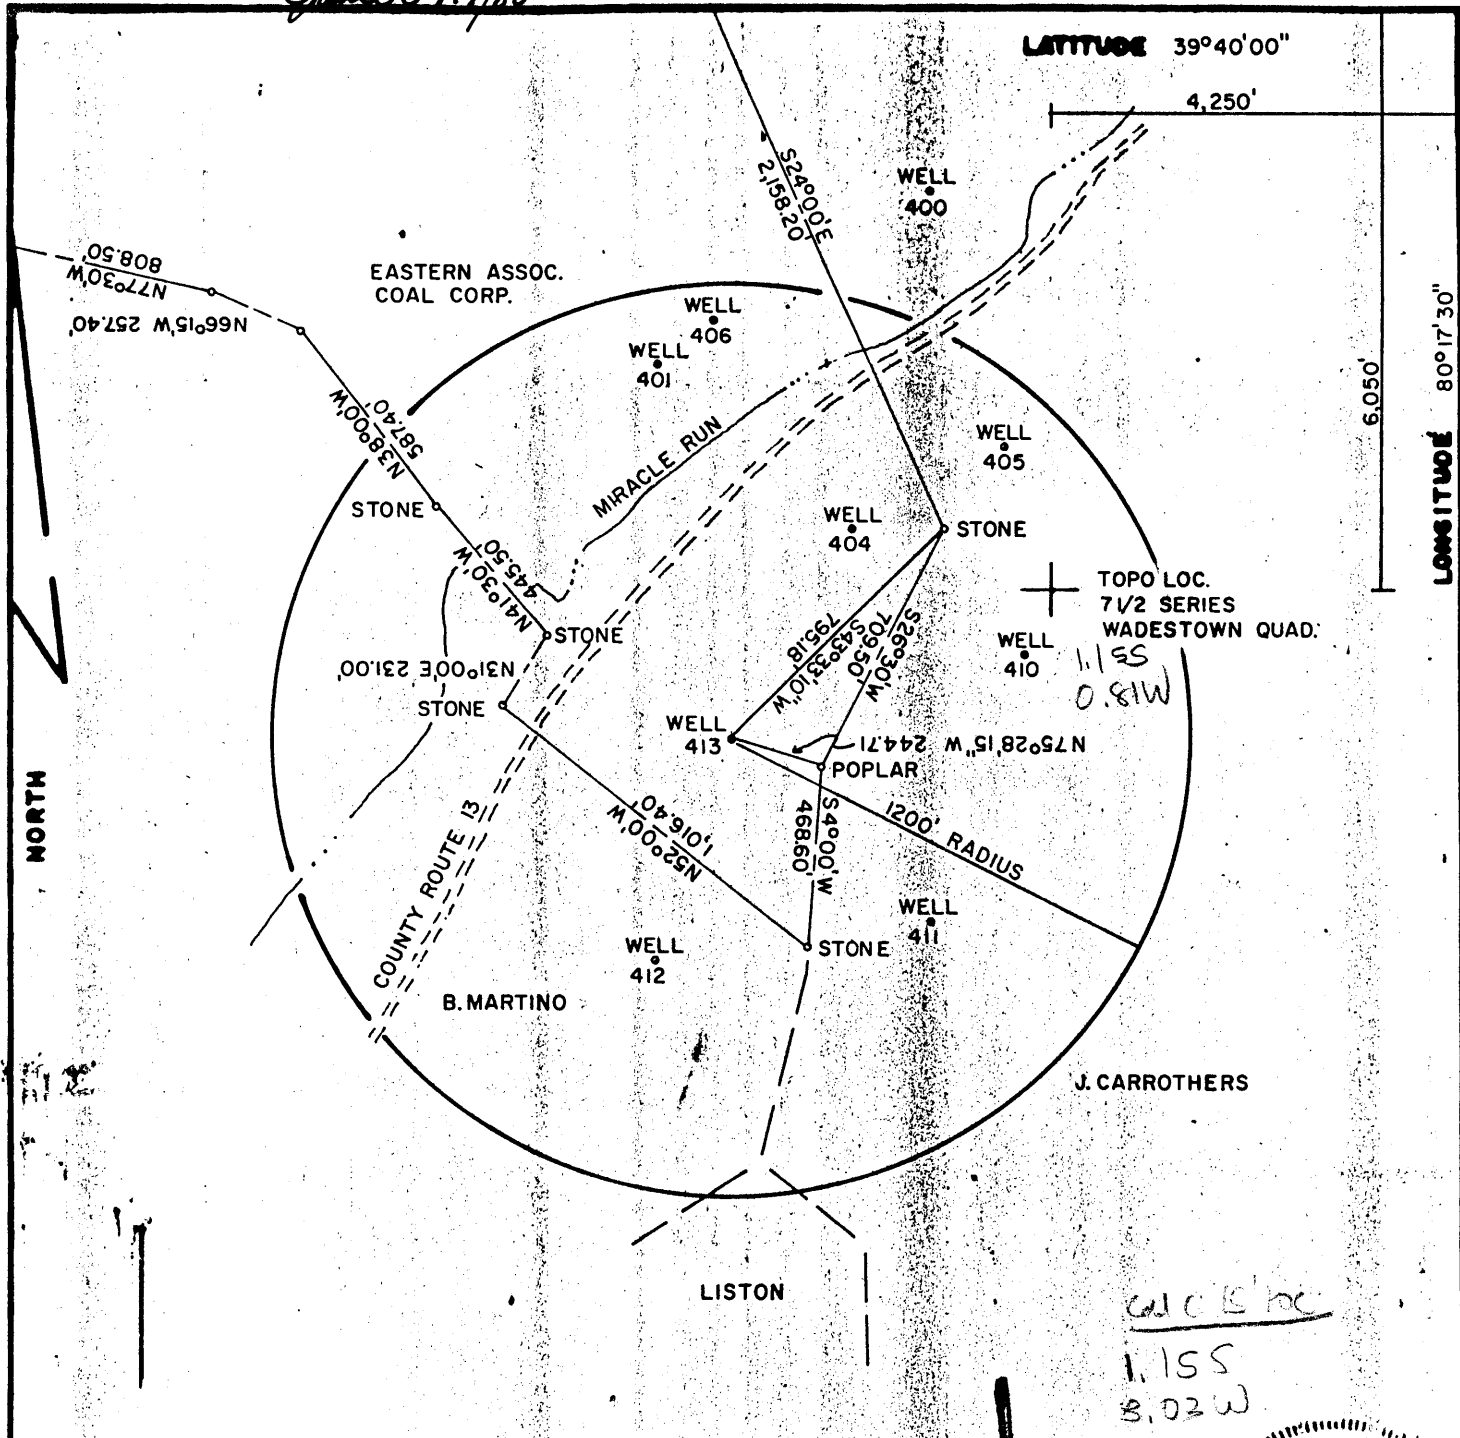 LATITUDE 39°40'00"
4,250'
S24°00'E
2,158.20'
WELL
400
808.50'
N77°30'W
N66°15'W 257.40'
EASTERN ASSOC.
COAL CORP.
WELL
406
WELL
401
N38°00'W
587.40'
MIRACLE RUN
WELL
405
6,050'
LONGITUDE 80°17'30"
STONE
WELL
404
STONE
N41°30'W
445.50'
STONE
TOPO LOC.
7 1/2 SERIES
WADESTOWN QUAD.
1.15S
0.81W
WELL
410
S26°30'W
709.50'
S43°33'10"W
795.18'
N31°00'E 231.00'
STONE
WELL
413
N75°28'15"W 244.71
POPLAR
1200' RADIUS
NORTH
COUNTY ROUTE 13
N52°00'W
1,016.40'
S4°00'W
468.60'
WELL
411
STONE
WELL
412
B. MARTINO
J. CARROTHERS
LISTON
1.15S
3.03W